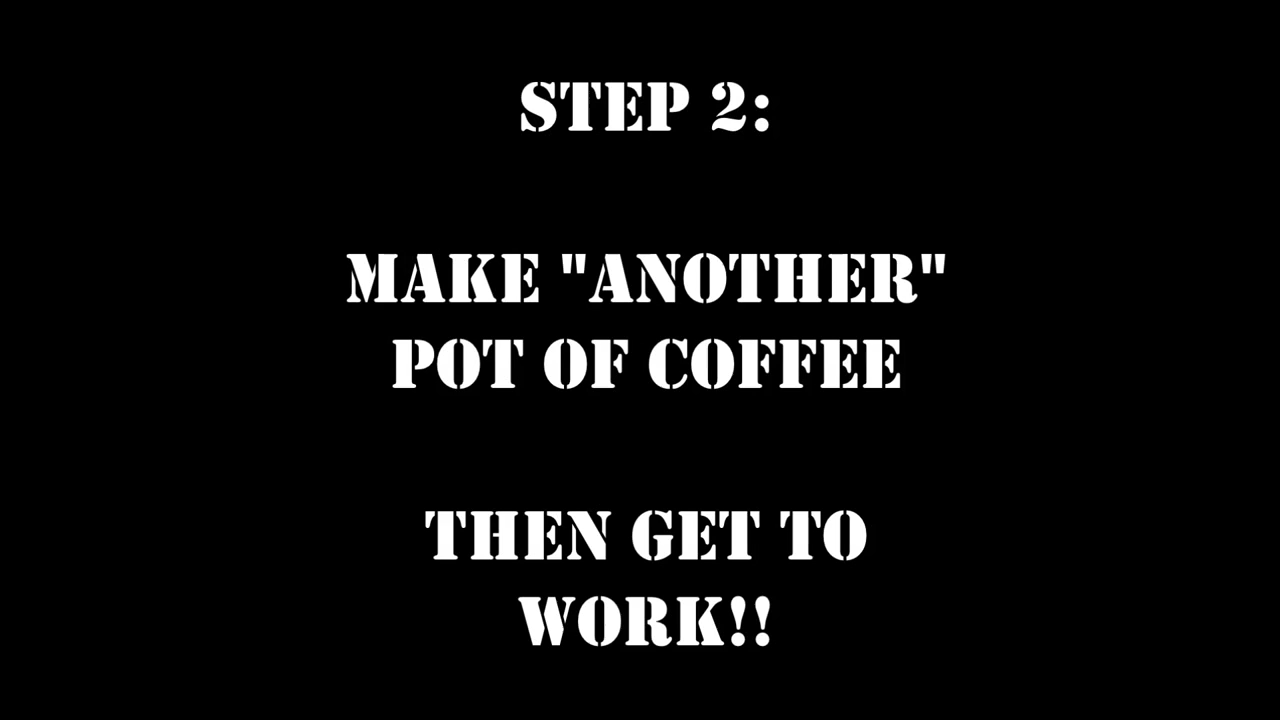 STEP 2:
MAKE "ANOTHER"
POT OF COFFEE
THEN GET TO
WORK!!